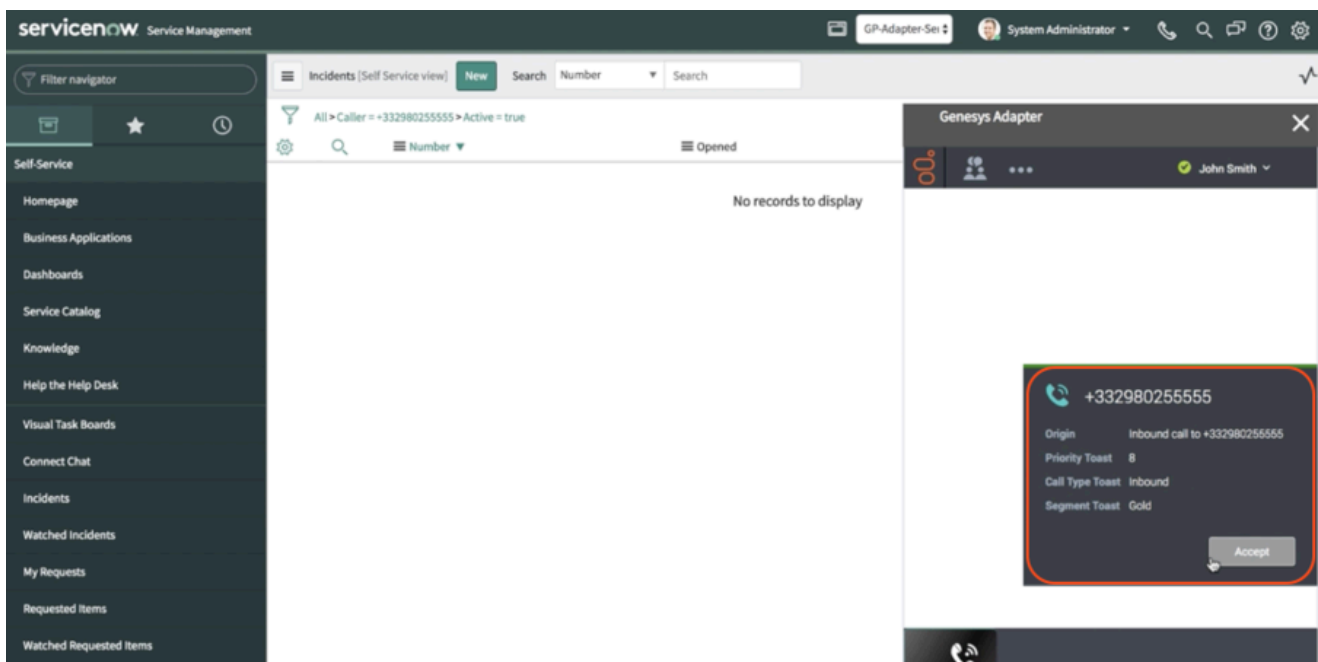 servicenow Service Management
GP-Adapter-Ser
System Administrator
Filter navigator
Incidents [Self Service view] New Search Number Search
All > Caller = +332980255555 > Active = true
Number Opened
No records to display
Self-Service
Homepage
Business Applications
Dashboards
Service Catalog
Knowledge
Help the Help Desk
Visual Task Boards
Connect Chat
Incidents
Watched Incidents
My Requests
Requested Items
Watched Requested Items
Genesys Adapter
John Smith
+332980255555
Origin Inbound call to +332980255555
Priority Toast 8
Call Type Toast Inbound
Segment Toast Gold
Accept